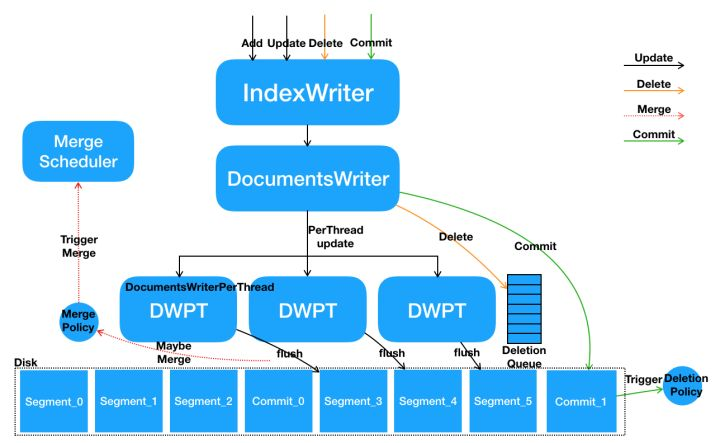 Add Update Delete Commit
IndexWriter
Update
Delete
Merge
Commit
Merge
Scheduler
DocumentsWriter
PerThread
update
Delete
Commit
Trigger
Merge
DocumentsWriterPerThread
DWPT
DWPT
DWPT
Merge
Policy
Maybe
Merge
flush
flush
flush
Deletion
Queue
Disk
Segment_0
Segment_1
Segment_2
Commit_0
Segment_3
Segment_4
Segment_5
Commit_1
Trigger
Deletion
Policy